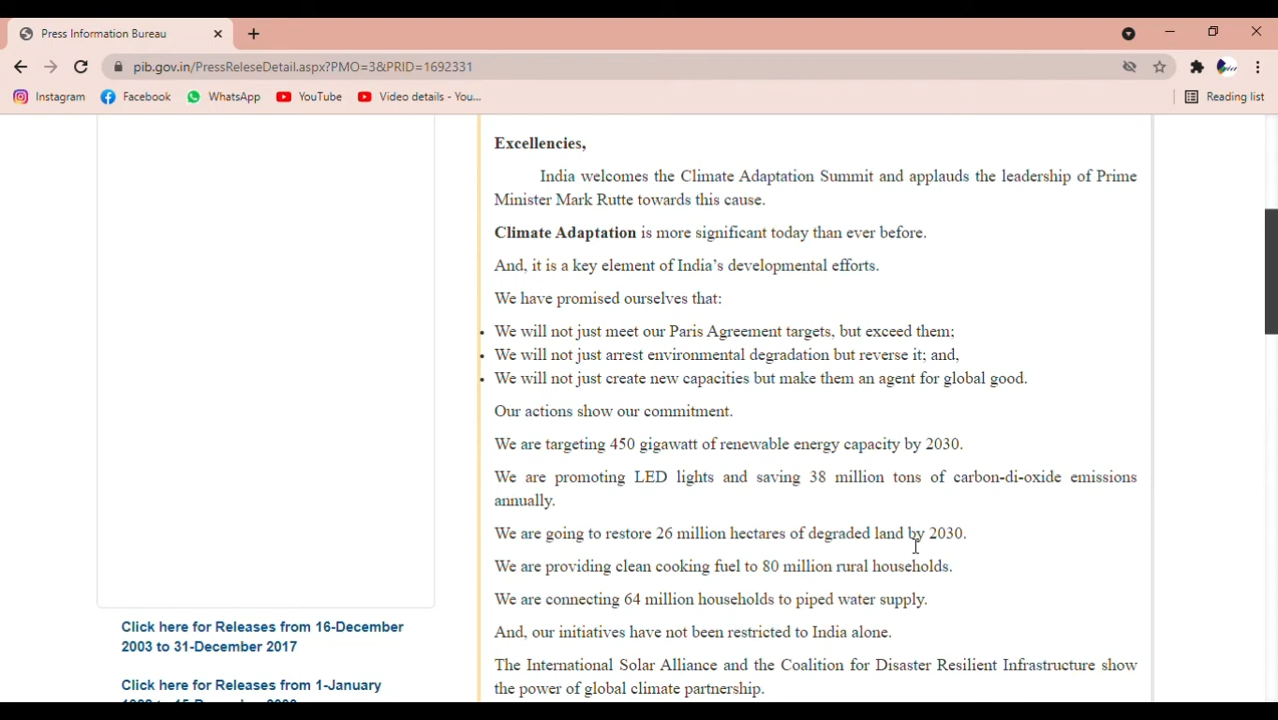 Press Information Bureau
pib.gov.in/PressReleseDetail.aspx?PMO=3&PRID=1692331
Instagram Facebook WhatsApp YouTube Video details - You... Reading list
Excellencies,
India welcomes the Climate Adaptation Summit and applauds the leadership of Prime
Minister Mark Rutte towards this cause.
Climate Adaptation is more significant today than ever before.
And, it is a key element of India's developmental efforts.
We have promised ourselves that:
• We will not just meet our Paris Agreement targets, but exceed them;
• We will not just arrest environmental degradation but reverse it; and,
• We will not just create new capacities but make them an agent for global good.
Our actions show our commitment.
We are targeting 450 gigawatt of renewable energy capacity by 2030.
We are promoting LED lights and saving 38 million tons of carbon-di-oxide emissions
annually.
We are going to restore 26 million hectares of degraded land by 2030.
We are providing clean cooking fuel to 80 million rural households.
We are connecting 64 million households to piped water supply.
And, our initiatives have not been restricted to India alone.
The International Solar Alliance and the Coalition for Disaster Resilient Infrastructure show
the power of global climate partnership.
Click here for Releases from 16-December
2003 to 31-December 2017
Click here for Releases from 1-January